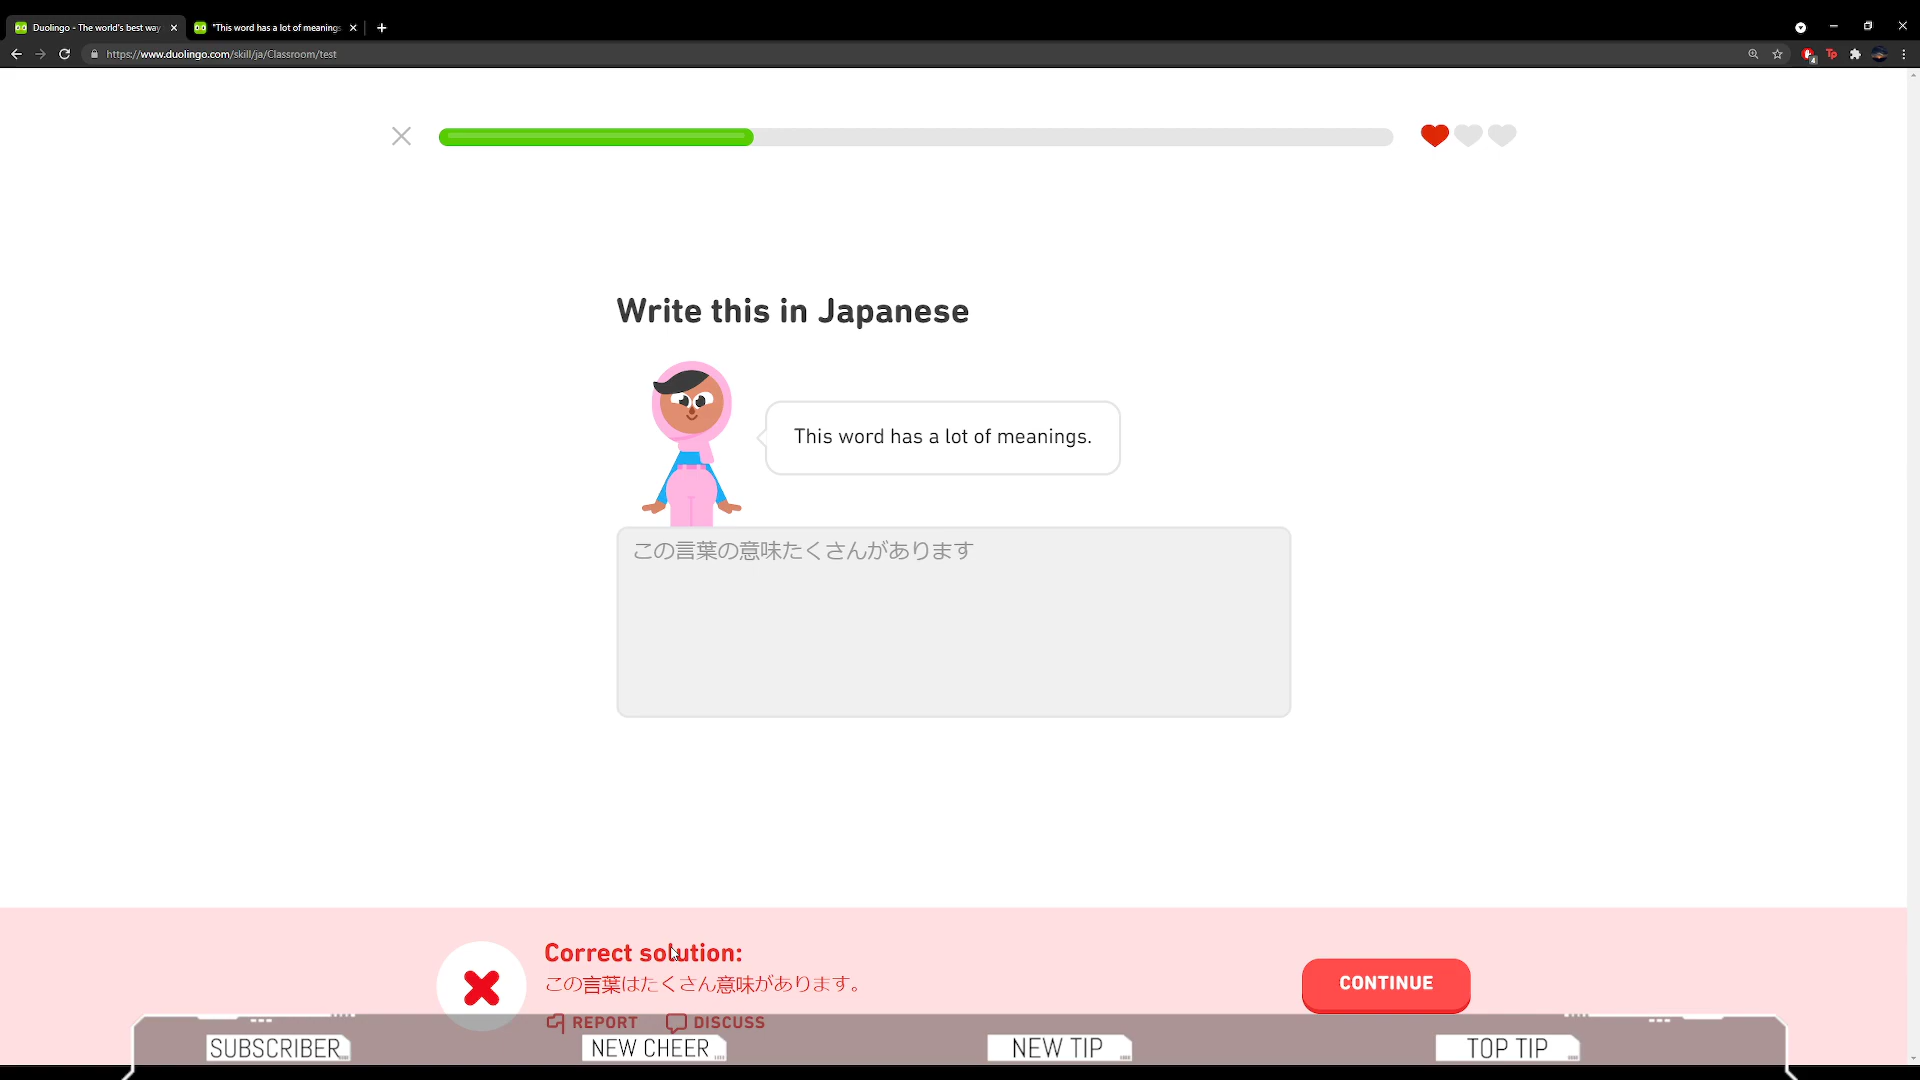 Duolingo - The world's best way
"This word has a lot of meanings
https://www.duolingo.com/skill/ja/Classroom/test
Write this in Japanese
This word has a lot of meanings.
この言葉の意味たくさんがあります
Correct solution:
この言葉はたくさん意味があります。
CONTINUE
REPORT
DISCUSS
SUBSCRIBER
NEW CHEER
NEW TIP
TOP TIP